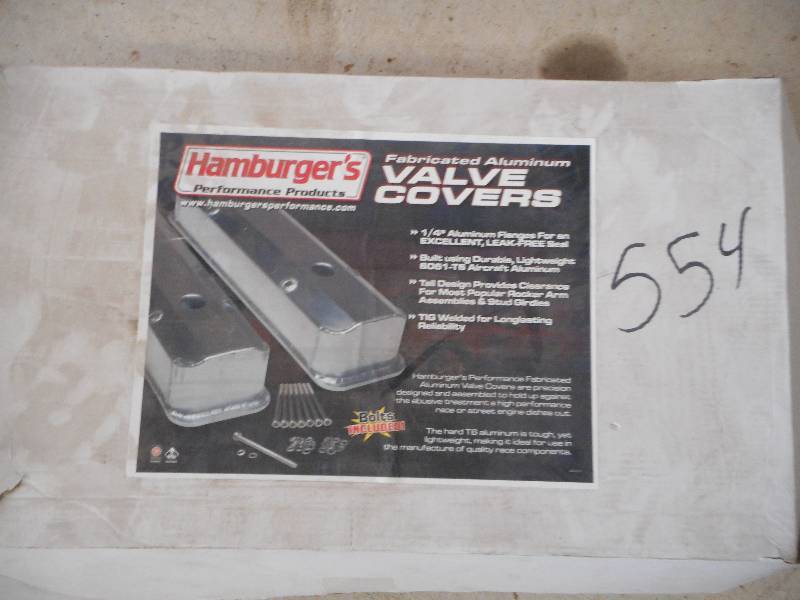 Hamburger's
Performance Products
www.hamburgersperformance.com
Fabricated Aluminum
VALVE
COVERS
» 1/4" Aluminum Flanges For an
EXCELLENT, LEAK-FREE Seal
» Built using Durable, Lightweight
6061-T6 Aircraft Aluminum
» Tall Design Provides Clearance
For Most Popular Rocker Arm
Assemblies & Stud Girdles
» TIG Welded for Longlasting
Reliability
Hamburger's Performance Fabricated
Aluminum Valve Covers are precision
designed and assembled to hold up against
the abusive treatment a high performance
race or street engine dishes out.
The hard T6 aluminum is tough, yet
lightweight, making it ideal for use in
the manufacture of quality race components.
Bolts
INCLUDED!
554